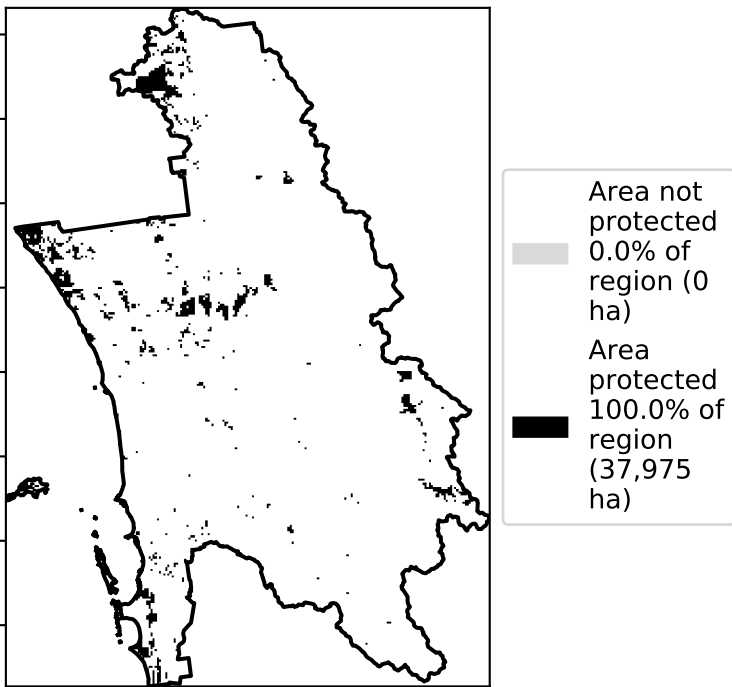 Area not
protected
0.0% of
region (0
ha)
Area
protected
100.0% of
region
(37,975
ha)